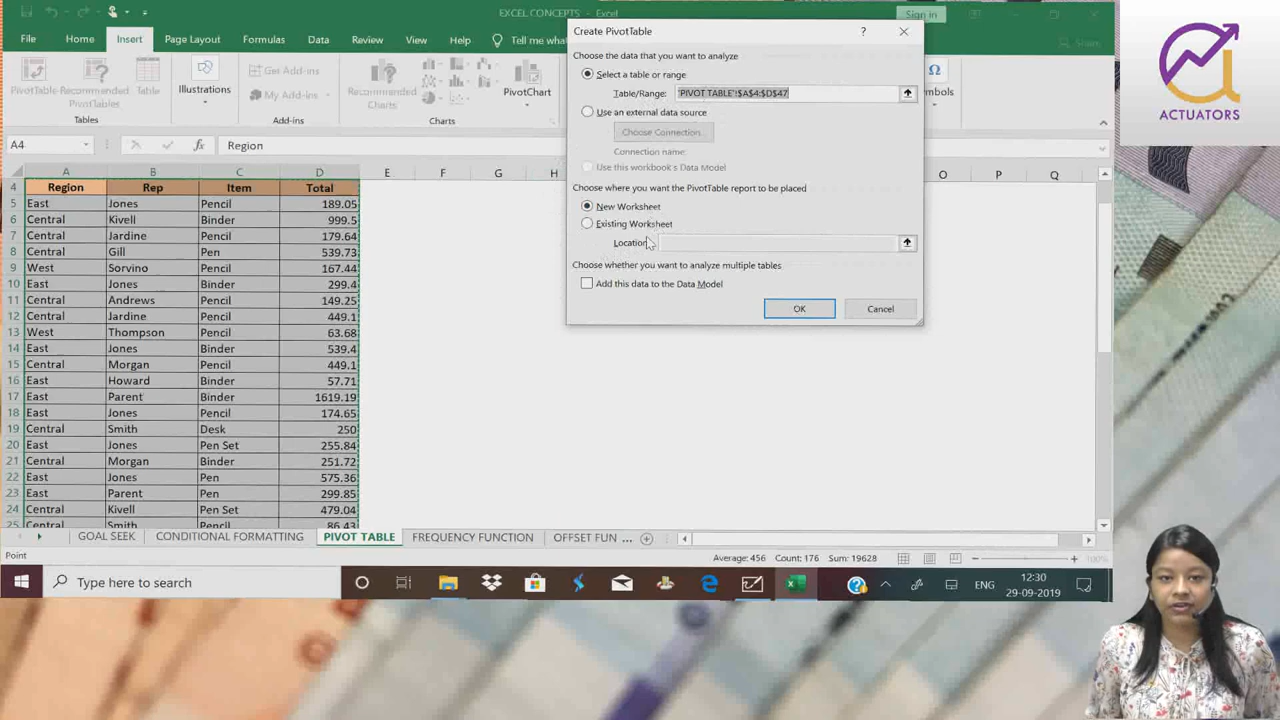 EXCEL CONCEPTS - Excel
Sign in
File Home Insert Page Layout Formulas Data Review View Help Tell me what
Share
PivotTable Recommended PivotTables Table
Tables
Illustrations
Get Add-ins
My Add-ins
Add-ins
Recommended Charts
Charts
PivotChart
Create PivotTable
?
Choose the data that you want to analyze
Select a table or range
Table/Range: 'PIVOT TABLE'!$A$4:$D$47
Use an external data source
Choose Connection...
Connection name:
Use this workbook's Data Model
Choose where you want the PivotTable report to be placed
New Worksheet
Existing Worksheet
Location:
Choose whether you want to analyze multiple tables
Add this data to the Data Model
OK Cancel
ACTUATORS
A4 fx Region
A B C D E F G H O P Q
4 Region Rep Item Total
5 East Jones Pencil 189.05
6 Central Kivell Binder 999.5
7 Central Jardine Pencil 179.64
8 Central Gill Pen 539.73
9 West Sorvino Pencil 167.44
10 East Jones Binder 299.4
11 Central Andrews Pencil 149.25
12 Central Jardine Pencil 449.1
13 West Thompson Pencil 63.68
14 East Jones Binder 539.4
15 Central Morgan Pencil 449.1
16 East Howard Binder 57.71
17 East Parent Binder 1619.19
18 East Jones Pencil 174.65
19 Central Smith Desk 250
20 East Jones Pen Set 255.84
21 Central Morgan Binder 251.72
22 East Jones Pen 575.36
23 East Parent Pen 299.85
24 Central Kivell Pen Set 479.04
25 Central Smith Pencil 86.43
GOAL SEEK CONDITIONAL FORMATTING PIVOT TABLE FREQUENCY FUNCTION OFFSET FUN ...
Point
Average: 456 Count: 176 Sum: 19628
100%
Type here to search
ENG
12:30
29-09-2019